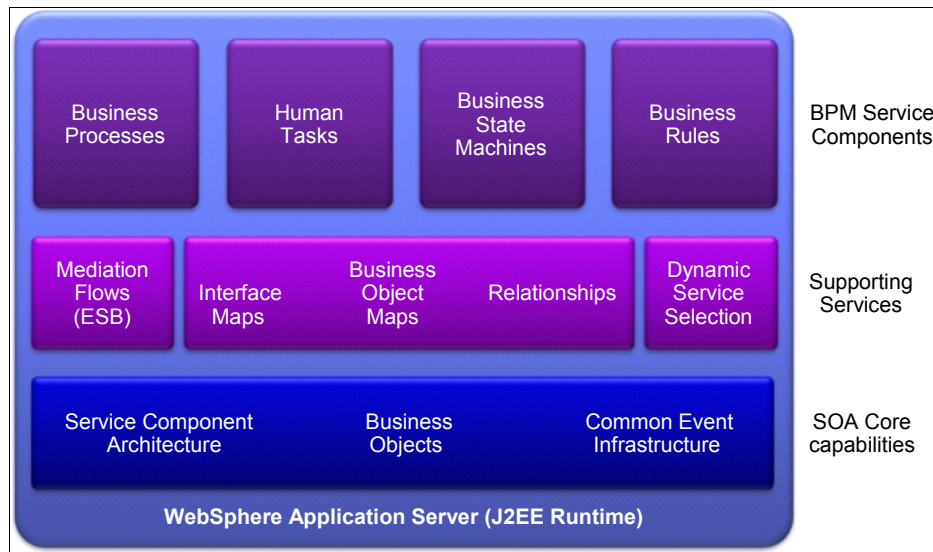 Business
Processes
Human
Tasks
Business
State
Machines
Business
Rules
BPM Service
Components
Mediation
Flows
(ESB)
Interface
Maps
Business
Object
Maps
Relationships
Dynamic
Service
Selection
Supporting
Services
Service Component
Architecture
Business
Objects
Common Event
Infrastructure
SOA Core
capabilities
WebSphere Application Server (J2EE Runtime)